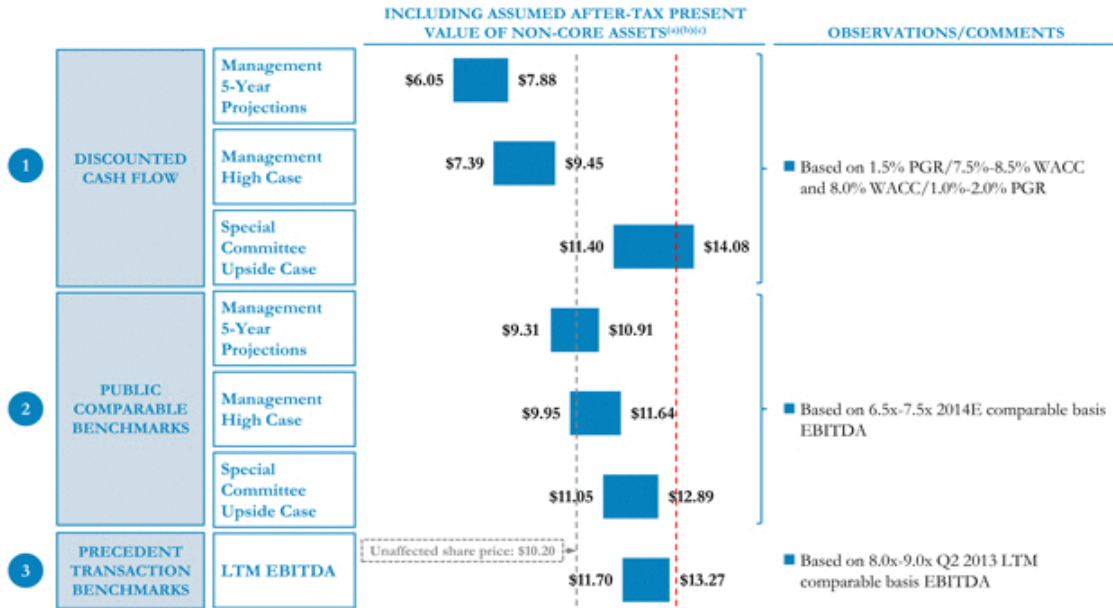 INCLUDING ASSUMED AFTER-TAX PRESENT
VALUE OF NON-CORE ASSETS(a)(b)(c)
OBSERVATIONS/COMMENTS
1
DISCOUNTED
CASH FLOW
Management
5-Year
Projections
$6.05
$7.88
Management
High Case
$7.39
$9.45
Special
Committee
Upside Case
$11.40
$14.08
Based on 1.5% PGR/7.5%-8.5% WACC
and 8.0% WACC/1.0%-2.0% PGR
2
PUBLIC
COMPARABLE
BENCHMARKS
Management
5-Year
Projections
$9.31
$10.91
Management
High Case
$9.95
$11.64
Special
Committee
Upside Case
$11.05
$12.89
Based on 6.5x-7.5x 2014E comparable basis
EBITDA
3
PRECEDENT
TRANSACTION
BENCHMARKS
LTM EBITDA
Unaffected share price: $10.20
$11.70
$13.27
Based on 8.0x-9.0x Q2 2013 LTM
comparable basis EBITDA